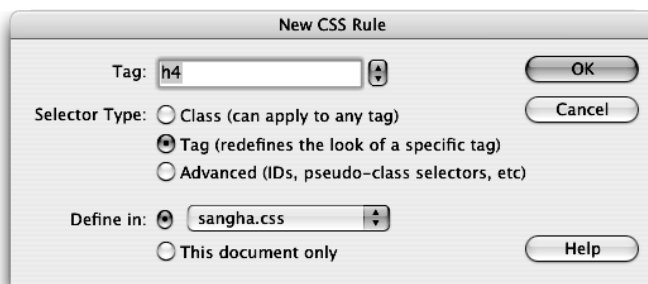 New CSS Rule
Tag: h4
OK
Selector Type: Class (can apply to any tag)
Cancel
Tag (redefines the look of a specific tag)
Advanced (IDs, pseudo-class selectors, etc)
Define in: sangha.css
This document only
Help